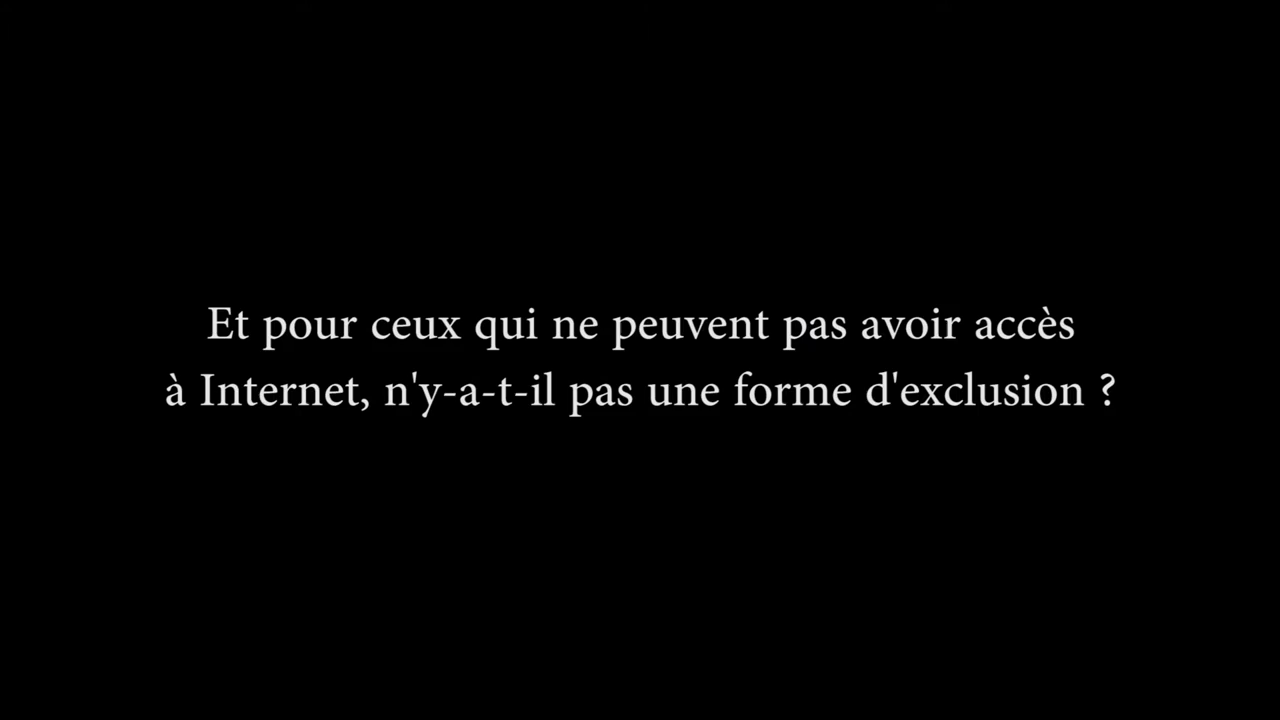 Et pour ceux qui ne peuvent pas avoir accès
à Internet, n'y-a-t-il pas une forme d'exclusion ?